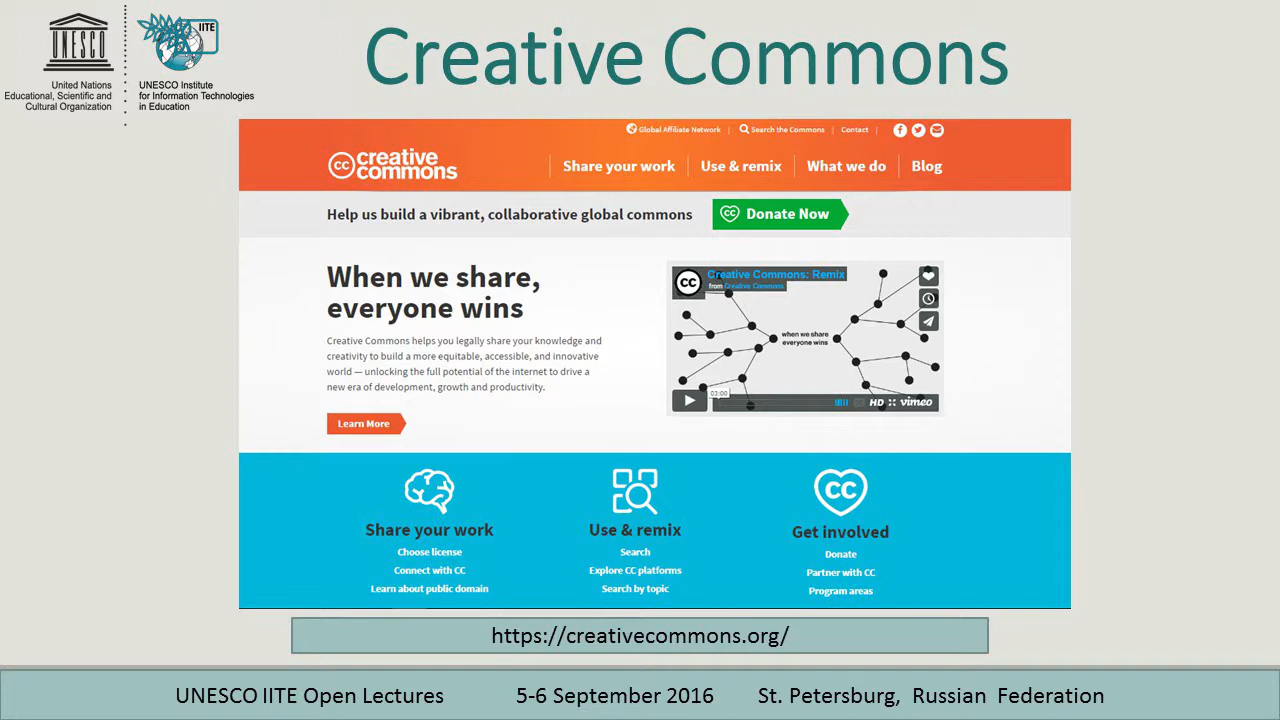 UNESCO
IITE
United Nations
Educational, Scientific and
Cultural Organization
UNESCO Institute
for Information Technologies
in Education
Creative Commons
Global Affiliate Network | Search the Commons | Contact |
cc creative
commons
Share your work
Use & remix
What we do
Blog
Help us build a vibrant, collaborative global commons
Donate Now
When we share,
everyone wins
Creative Commons helps you legally share your knowledge and
creativity to build a more equitable, accessible, and innovative
world — unlocking the full potential of the internet to drive a
new era of development, growth and productivity.
Learn More
cc
Creative Commons: Remix
from Creative Commons
when we share
everyone wins
03:00
HD vimeo
Share your work
Choose license
Connect with CC
Learn about public domain
Use & remix
Search
Explore CC platforms
Search by topic
CC
Get involved
Donate
Partner with CC
Program areas
https://creativecommons.org/
UNESCO IITE Open Lectures 5-6 September 2016 St. Petersburg, Russian Federation